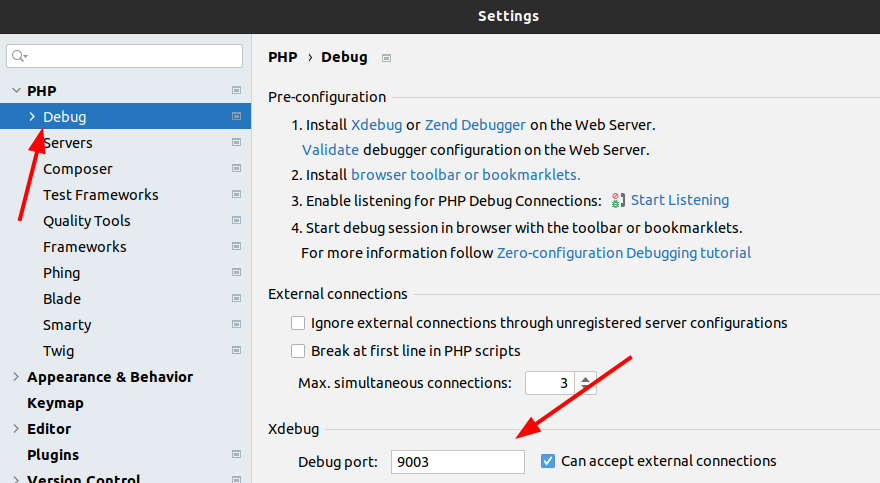 Settings
PHP
Debug
Servers
Composer
Test Frameworks
Quality Tools
Frameworks
Phing
Blade
Smarty
Twig
Appearance & Behavior
Keymap
Editor
Plugins
Version Control
PHP › Debug
Pre-configuration
1. Install Xdebug or Zend Debugger on the Web Server.
Validate debugger configuration on the Web Server.
2. Install browser toolbar or bookmarklets.
3. Enable listening for PHP Debug Connections: Start Listening
4. Start debug session in browser with the toolbar or bookmarklets.
For more information follow Zero-configuration Debugging tutorial
External connections
Ignore external connections through unregistered server configurations
Break at first line in PHP scripts
Max. simultaneous connections: 3
Xdebug
Debug port: 9003 Can accept external connections